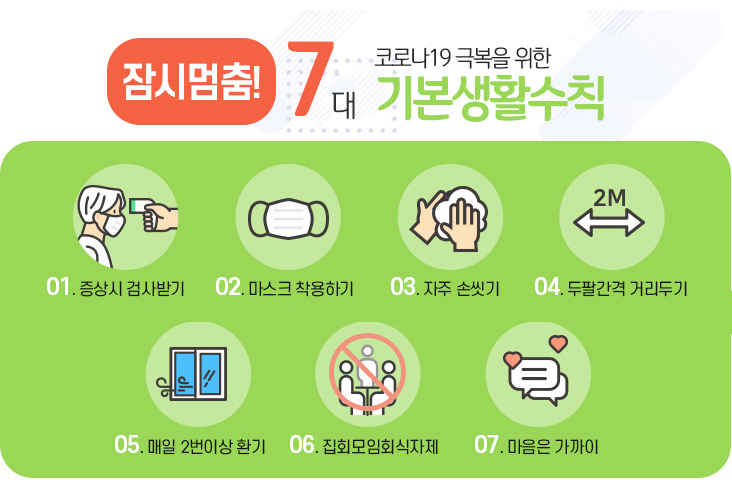 잠시멈춤!
7대
코로나19 극복을 위한
기본생활수칙
2M
01. 증상시 검사받기
02. 마스크 착용하기
03. 자주 손씻기
04. 두팔간격 거리두기
05. 매일 2번이상 환기
06. 집회모임회식자제
07. 마음은 가까이